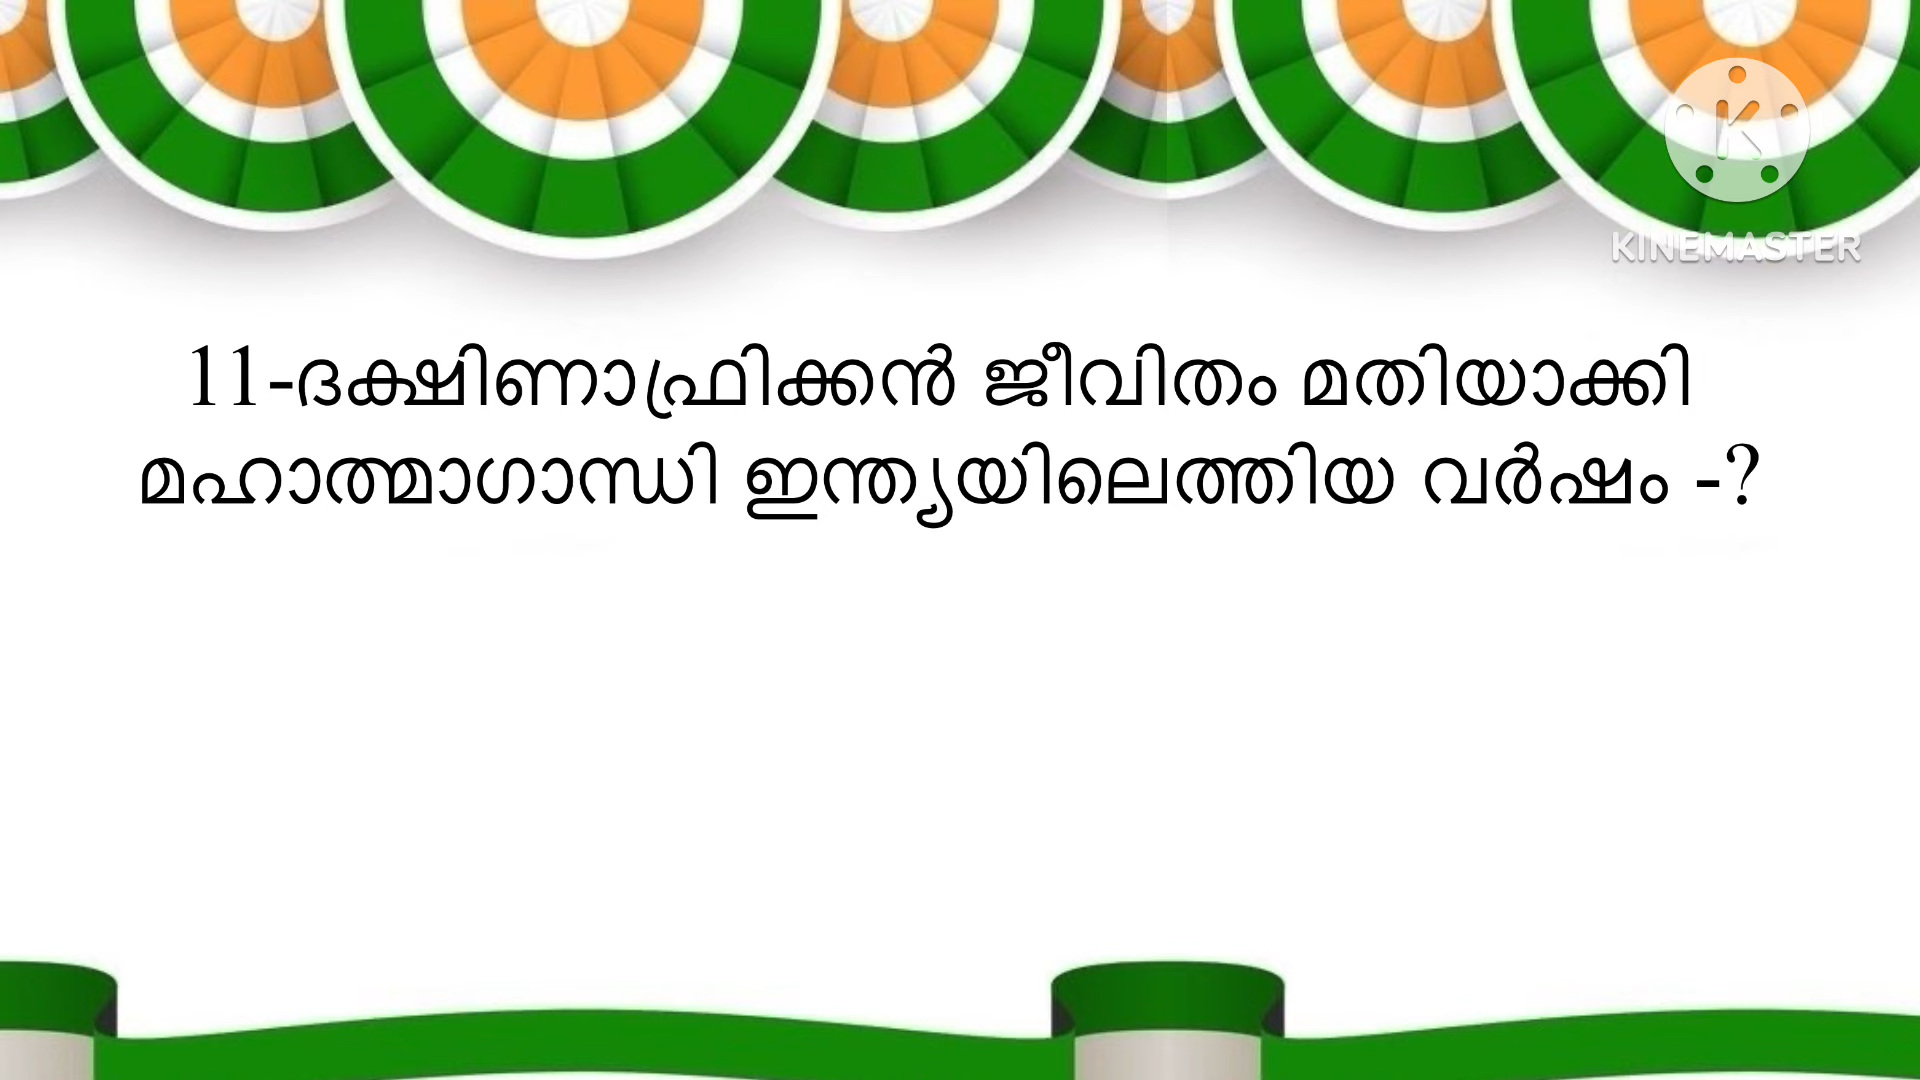 KINEMASTER
11-ദക്ഷിണാഫ്രിക്കൻ ജീവിതം മതിയാക്കി
മഹാത്മാഗാന്ധി ഇന്ത്യയിലെത്തിയ വർഷം -?